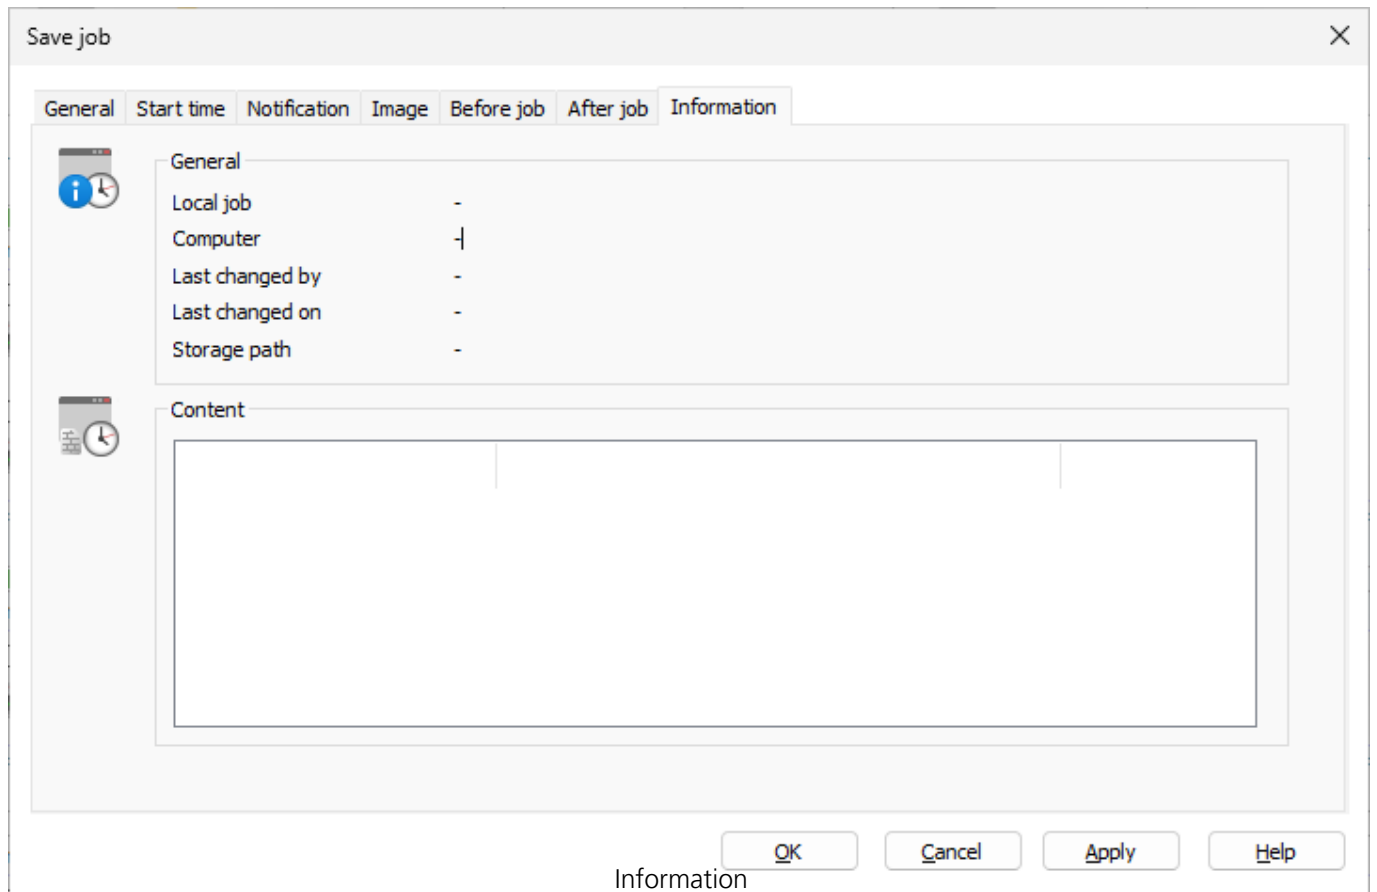 Save job
General Start time Notification Image Before job After job Information
General
Local job -
Computer -
Last changed by -
Last changed on -
Storage path -
Content
OK Cancel Apply Help
Information